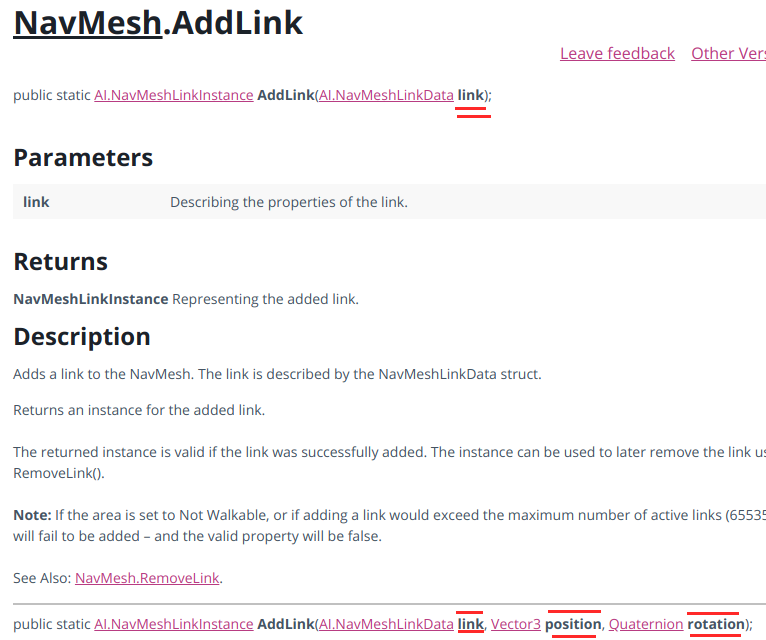 NavMesh.AddLink
Leave feedback Other
public static AI.NavMeshLinkInstance AddLink(AI.NavMeshLinkData link);
Parameters
link Describing the properties of the link.
Returns
NavMeshLinkInstance Representing the added link.
Description
Adds a link to the NavMesh. The link is described by the NavMeshLinkData struct.
Returns an instance for the added link.
The returned instance is valid if the link was successfully added. The instance can be used to later remove the link
RemoveLink().
Note: If the area is set to Not Walkable, or if adding a link would exceed the maximum number of active links (65535
will fail to be added – and the valid property will be false.
See Also: NavMesh.RemoveLink.
public static AI.NavMeshLinkInstance AddLink(AI.NavMeshLinkData link, Vector3 position, Quaternion rotation);